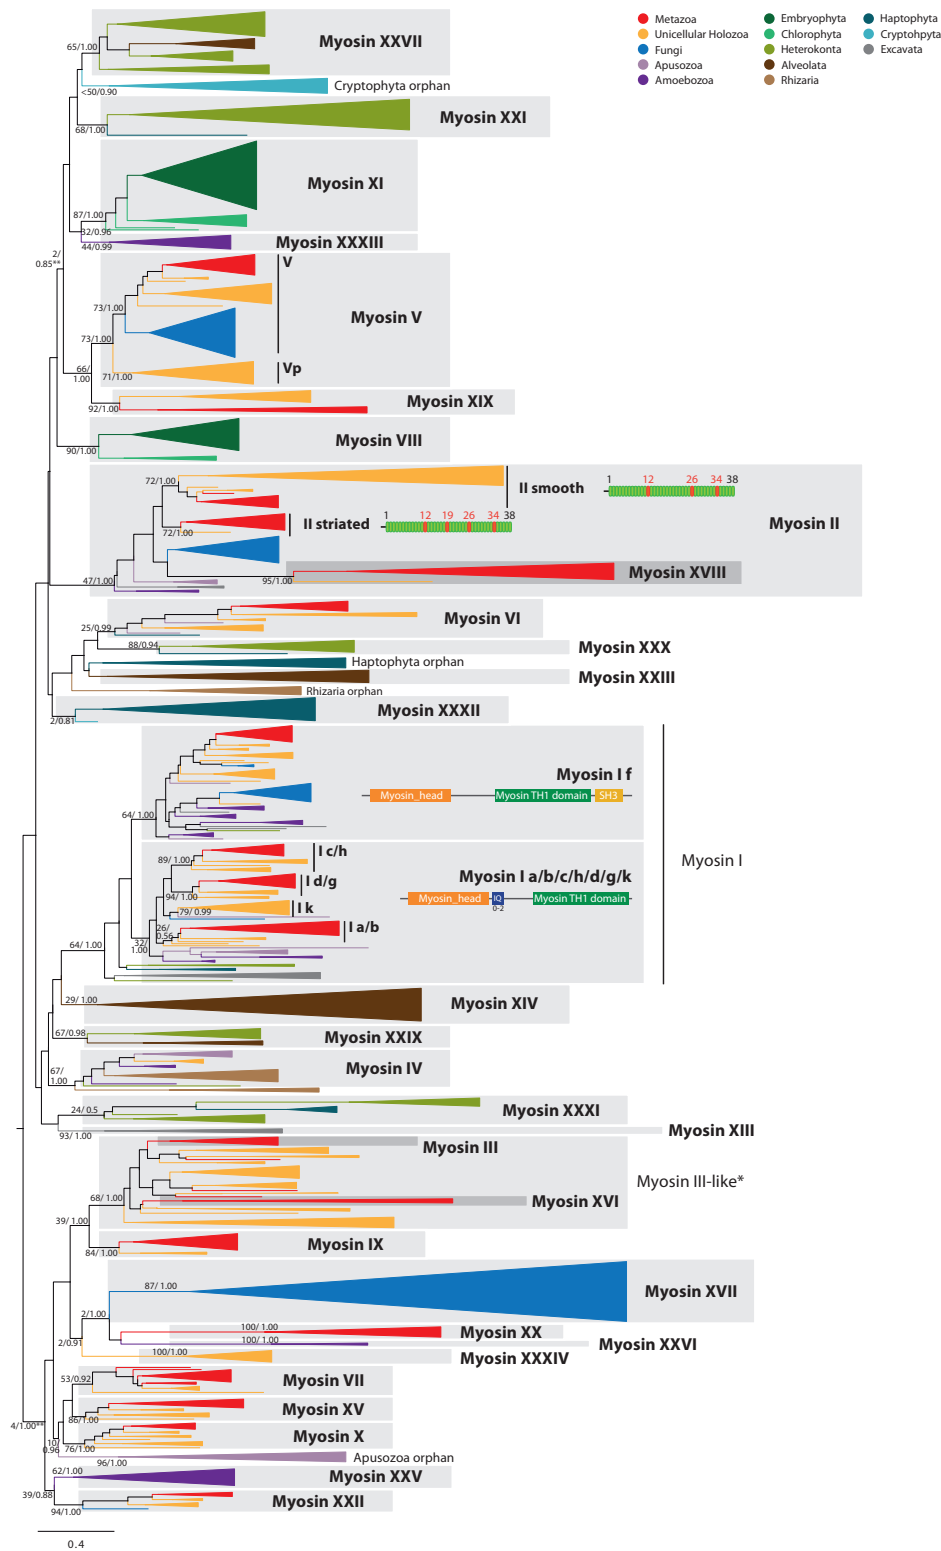 Metazoa
Unicellular Holozoa
Fungi
Apusozoa
Amoebozoa
Embryophyta
Chlorophyta
Heterokonta
Alveolata
Rhizaria
Haptophyta
Cryptohpyta
Excavata
65/1.00
Myosin XXVII
<50/0.90
Cryptophyta orphan
68/1.00
Myosin XXI
Myosin XI
87/1.00
32/0.96
44/0.99
Myosin XXXIII
2/
0.85**
V
73/1.00
Myosin V
73/1.00
66/
1.00
71/1.00
Vp
92/1.00
Myosin XIX
90/1.00
Myosin VIII
72/1.00
II smooth
1 12 26 34 38
II striated
1 12 19 26 34 38
Myosin II
72/1.00
47/1.00
95/1.00
Myosin XVIII
25/0.99
Myosin VI
88/0.94
Myosin XXX
Haptophyta orphan
Myosin XXIII
Rhizaria orphan
2/0.81
Myosin XXXII
Myosin I f
Myosin_head Myosin TH1 domain SH3
64/ 1.00
Myosin I
I c/h
89/ 1.00
Myosin I a/b/c/h/d/g/k
I d/g
94/ 1.00
Myosin_head IQ Myosin TH1 domain
0-2
I k
79/ 0.99
26/
0.56
I a/b
32/
1.00
64/ 1.00
29/ 1.00
Myosin XIV
67/0.98
Myosin XXIX
67/
1.00
Myosin IV
24/ 0.5
Myosin XXXI
93/ 1.00
Myosin XIII
Myosin III
Myosin III-like*
68/ 1.00
Myosin XVI
39/ 1.00
84/ 1.00
Myosin IX
87/ 1.00
Myosin XVII
2/1.00
100/ 1.00
Myosin XX
100/ 1.00
Myosin XXVI
2/0.91
100/1.00
Myosin XXXIV
53/0.92
Myosin VII
86/1.00
Myosin XV
4/1.00**
10/
0.96
76/1.00
Myosin X
96/1.00
Apusozoa orphan
62/1.00
Myosin XXV
39/0.88
94/1.00
Myosin XXII
0.4